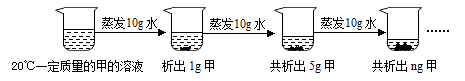 蒸发10g水 蒸发10g水 蒸发10g水 ……
20℃一定质量的甲的溶液 析出1g甲 共析出5g甲 共析出ng甲